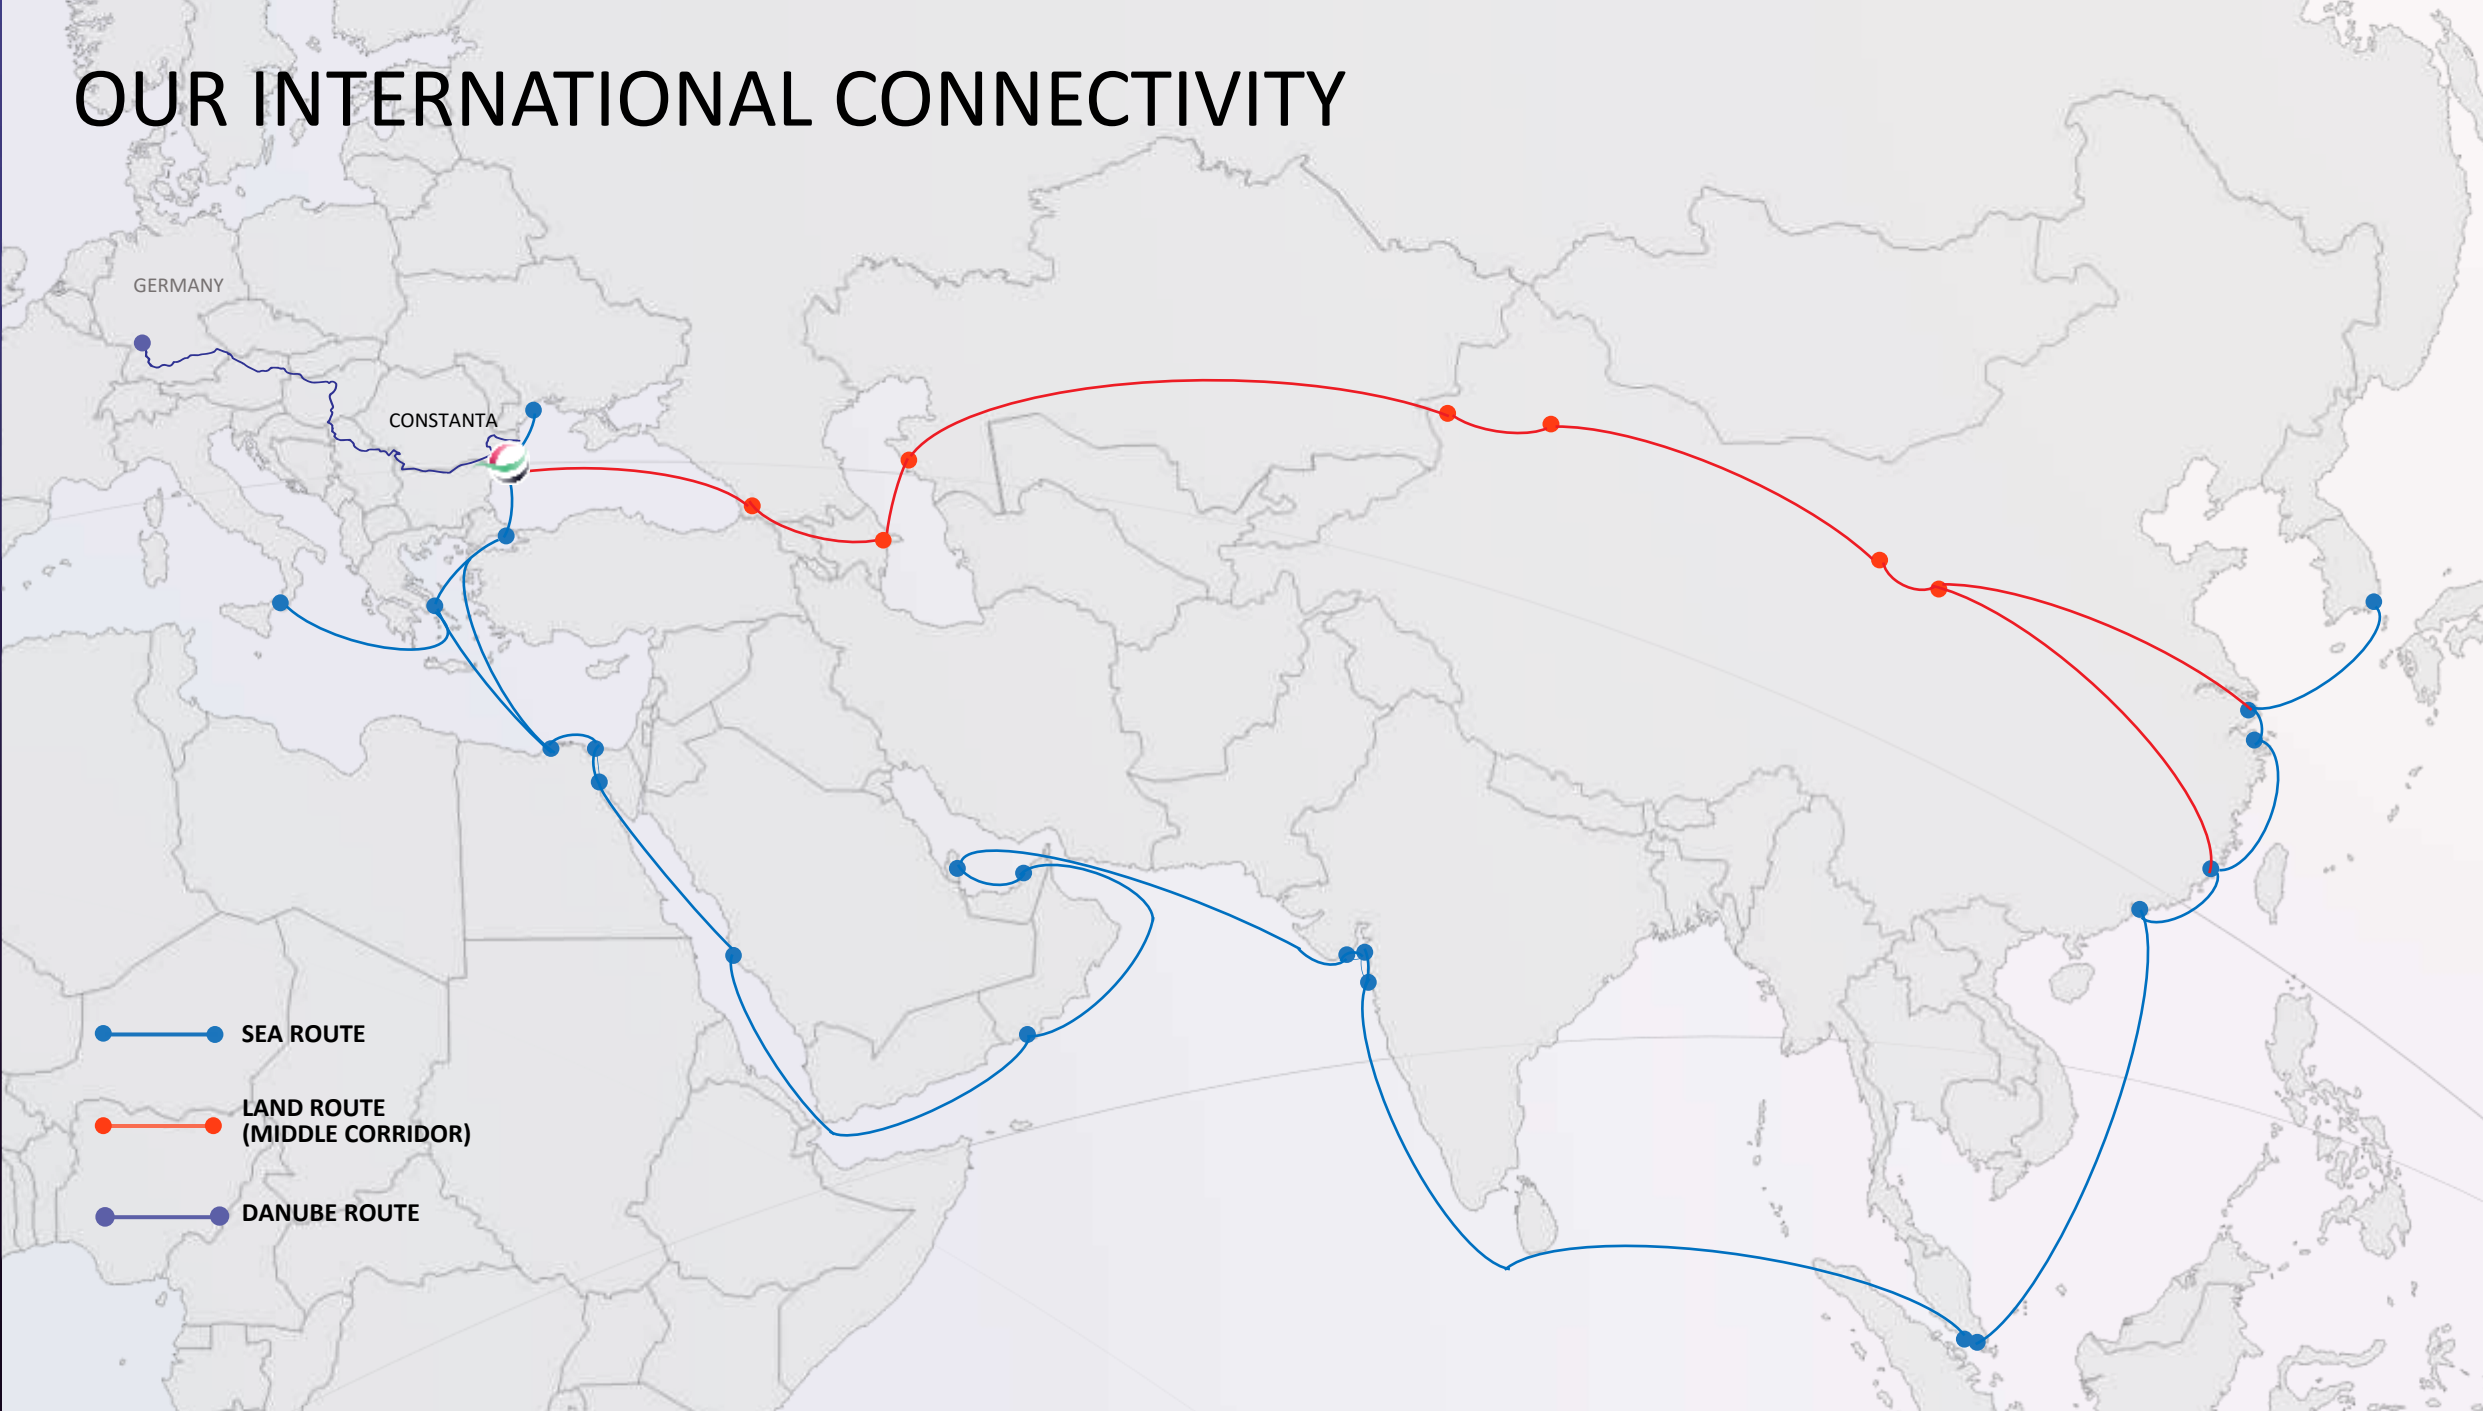 OUR INTERNATIONAL CONNECTIVITY
GERMANY
CONSTANTA
SEA ROUTE
LAND ROUTE
(MIDDLE CORRIDOR)
DANUBE ROUTE